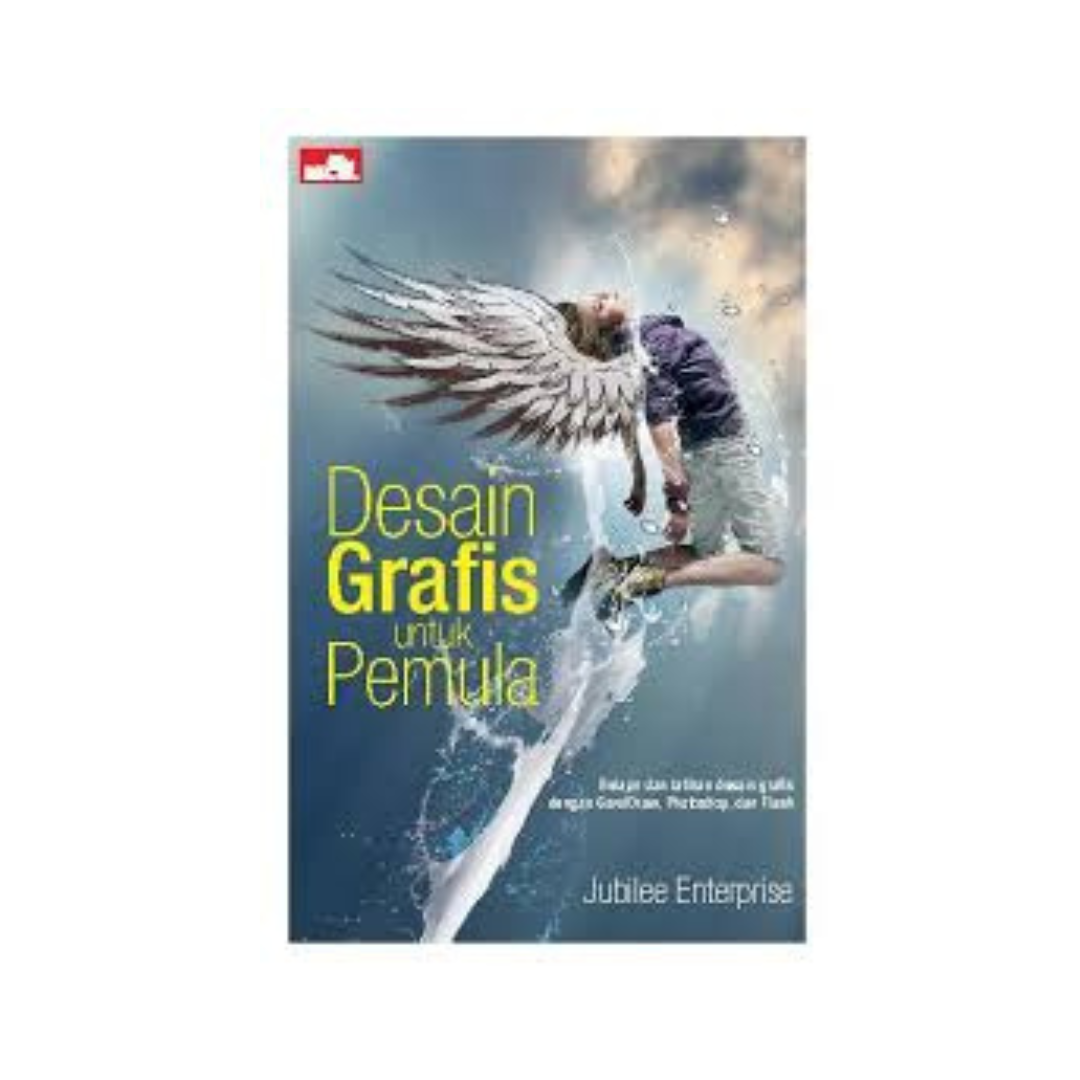 Desain
Grafis
untuk
Pemula
Belajar dan latihan desain grafis
dengan CorelDraw, Photoshop, dan Flash
Jubilee Enterprise